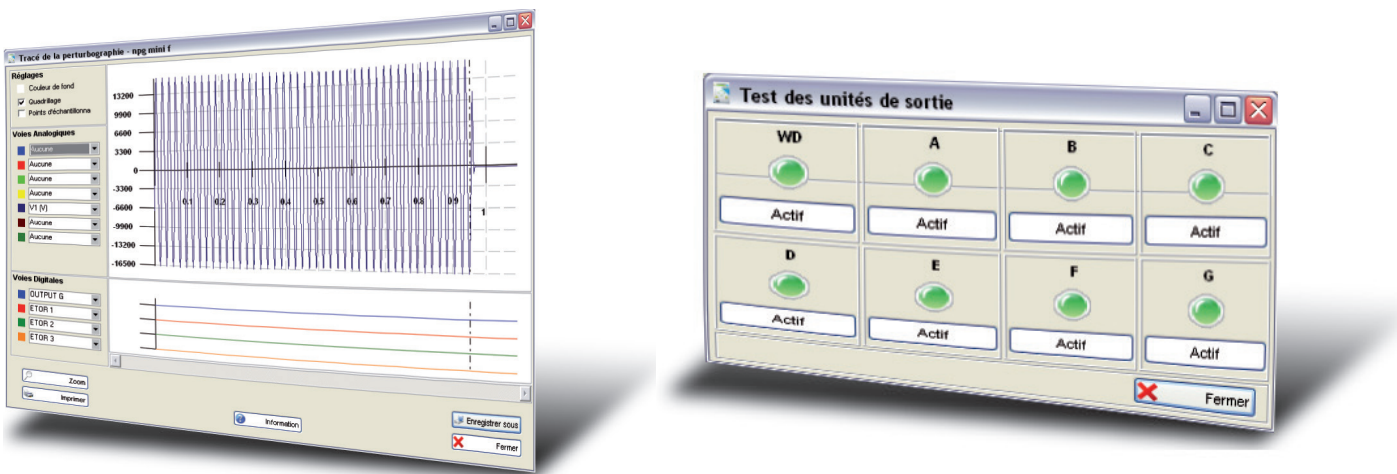 Tracé de la perturbographie - npg mini f
Réglages
Couleur de fond
Quadrillage
Points d'échantillonna
Voies Analogiques
Aucune
Aucune
Aucune
Aucune
V1 (V)
Aucune
Aucune
13200
9900
6600
3300
0
-3300
-6600
-9900
-13200
-16500
0.1 0.2 0.3 0.4 0.5 0.6 0.7 0.8 0.9 1
Voies Digitales
OUTPUT G
ETOR 1
ETOR 2
ETOR 3
Zoom
Imprimer
Information
Enregistrer sous
Fermer
Test des unités de sortie
WD A B C
Actif Actif Actif Actif
D E F G
Actif Actif Actif Actif
Fermer